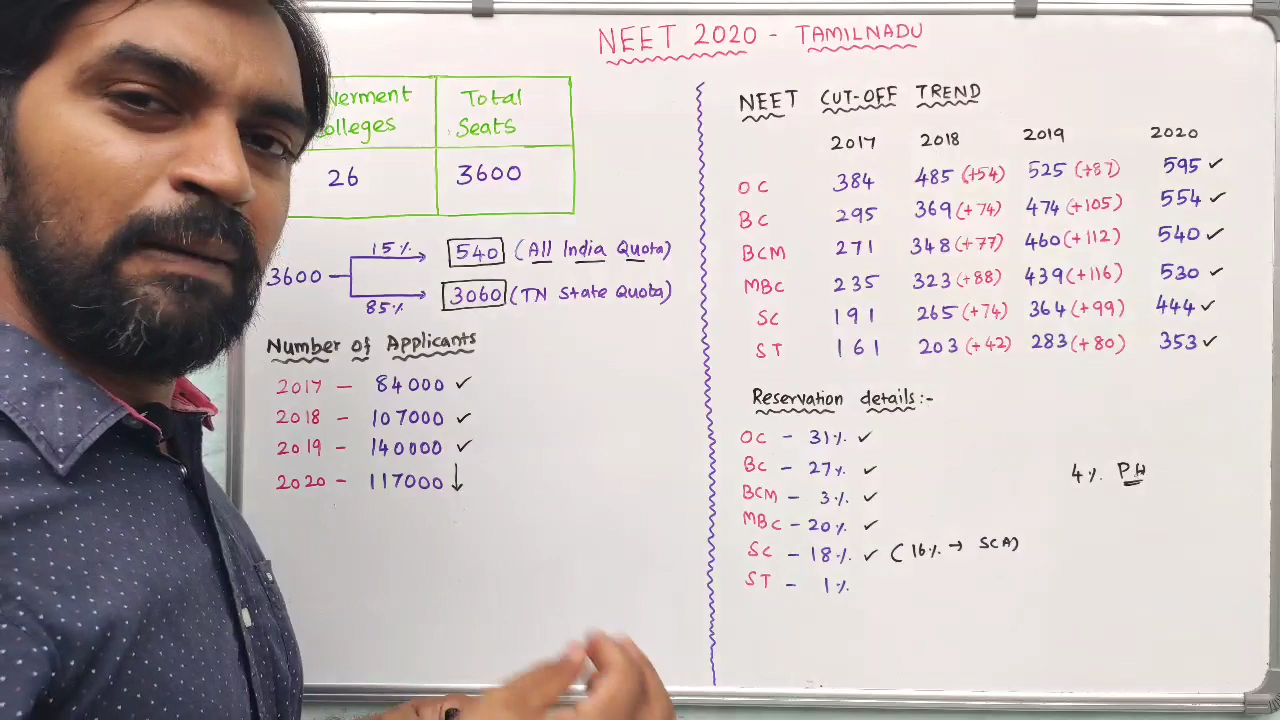 NEET 2020 - TAMILNADU
verment Total
olleges Seats
26 3600
3600 15% 540 (All India Quota)
85% 3060 (TN State Quota)
Number of Applicants
2017 - 84000 ✓
2018 - 107000 ✓
2019 - 140000 ✓
2020 - 117000 ↓
NEET CUT-OFF TREND
2017 2018 2019 2020
OC 384 485 (+54) 525 (+87) 595 ✓
BC 295 369 (+74) 474 (+105) 554 ✓
BCM 271 348 (+77) 460 (+112) 540 ✓
MBC 235 323 (+88) 439 (+116) 530 ✓
SC 191 265 (+74) 364 (+99) 444 ✓
ST 161 203 (+42) 283 (+80) 353 ✓
Reservation details :-
OC - 31% ✓
BC - 27% ✓
BCM - 3% ✓
MBC - 20% ✓
SC - 18% ✓ (16% → SCA)
ST - 1%
4% PH